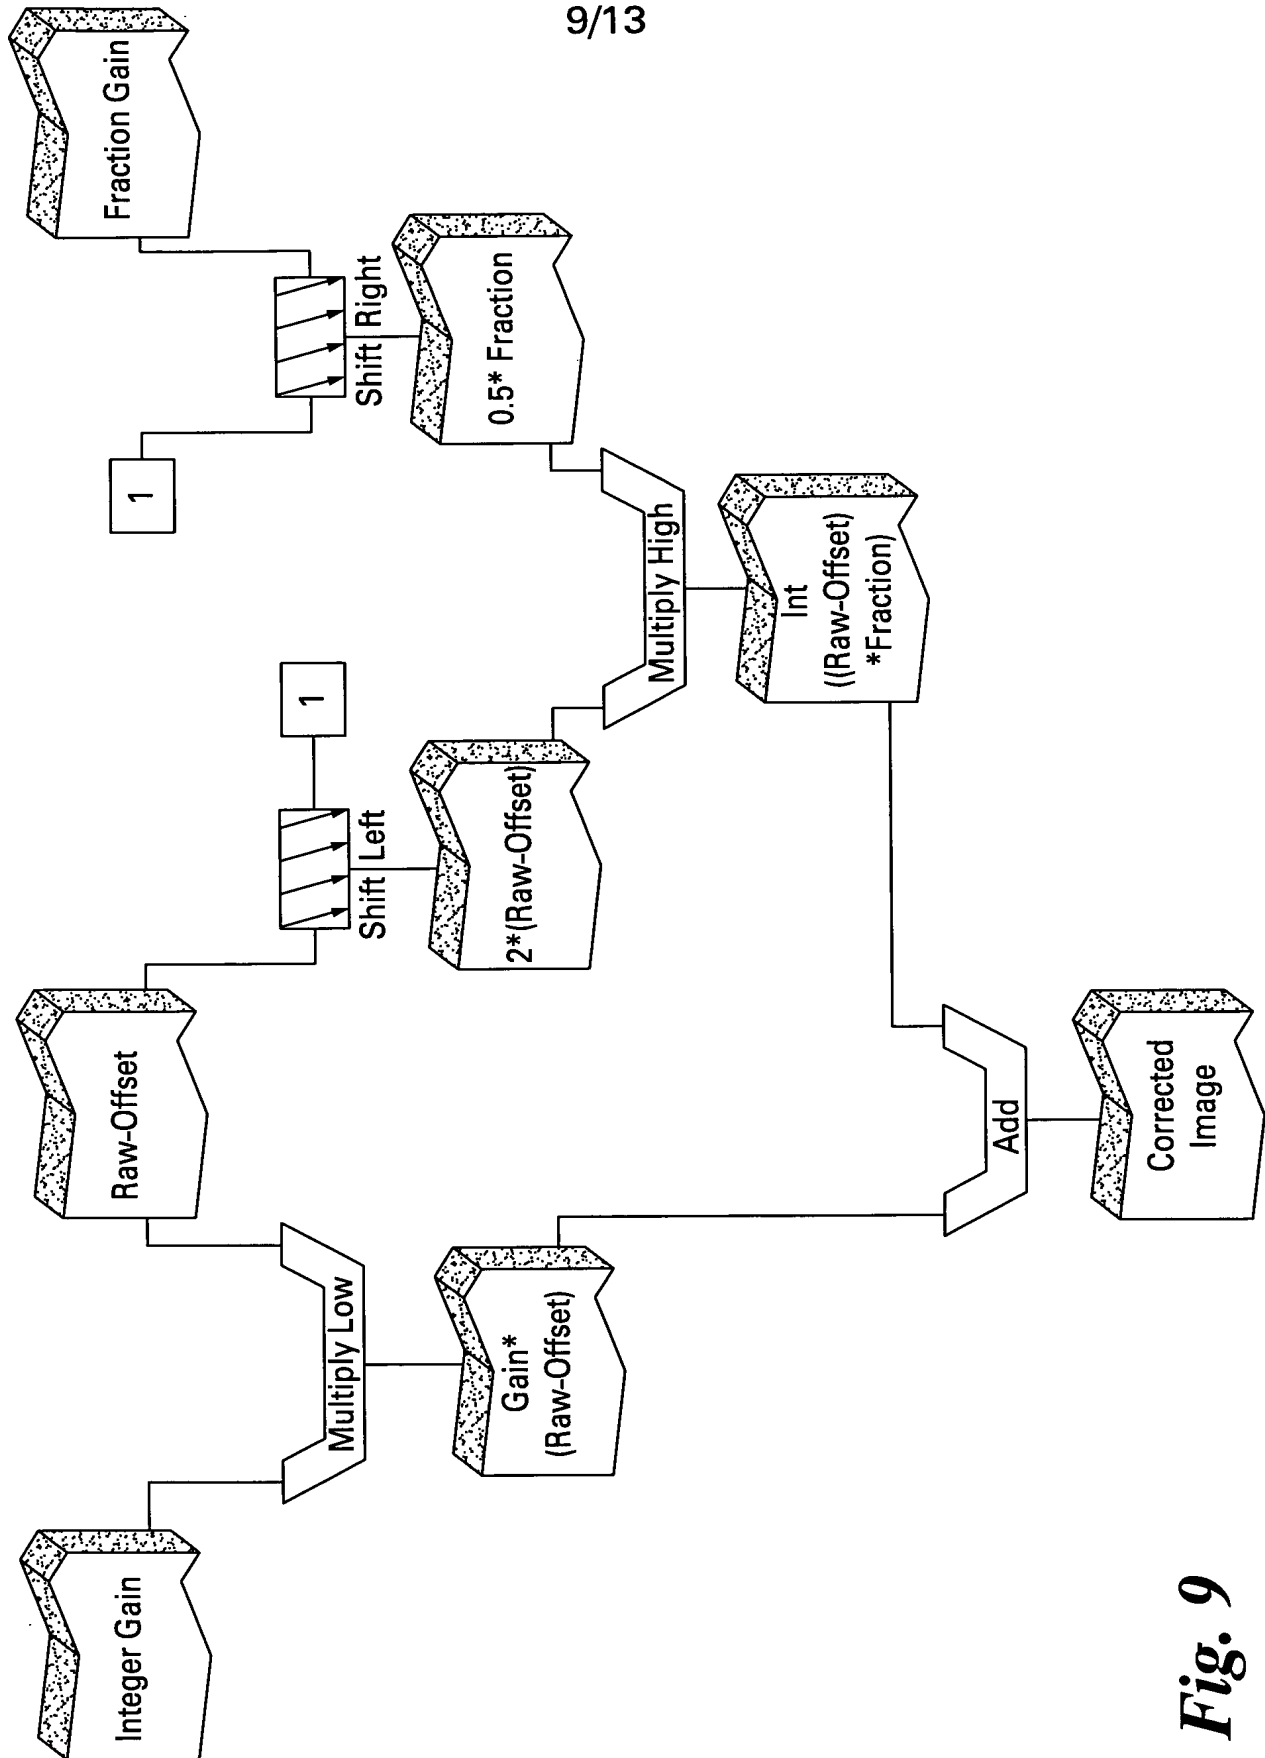 9/13
Integer Gain
Raw-Offset
Fraction Gain
1
1
Multiply Low
Shift Left
Shift Right
Gain*
(Raw-Offset)
2*(Raw-Offset)
0.5* Fraction
Multiply High
Int
((Raw-Offset)
*Fraction)
Add
Corrected
Image
Fig. 9